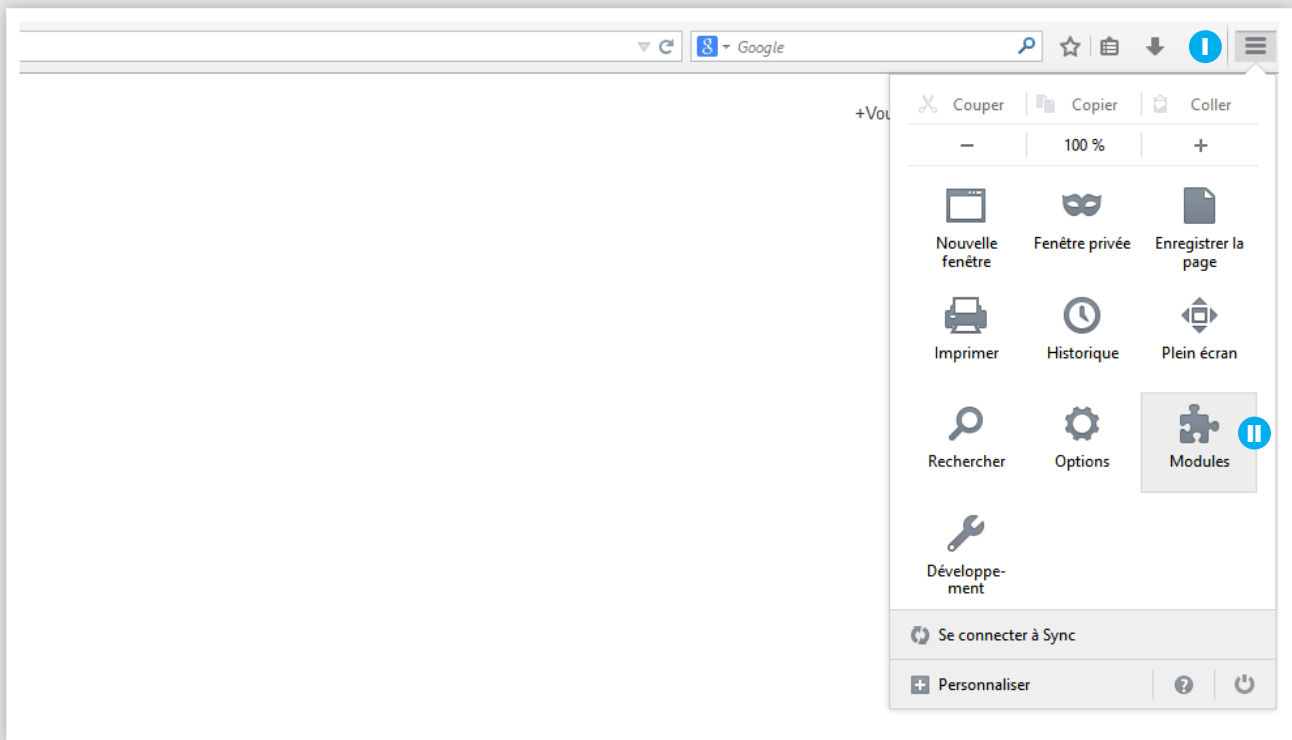 8 Google I
+Vou
Couper Copier Coller
− 100 % +
Nouvelle fenêtre
Fenêtre privée
Enregistrer la page
Imprimer Historique Plein écran
Rechercher Options Modules II
Développe-
ment
Se connecter à Sync
+ Personnaliser ?